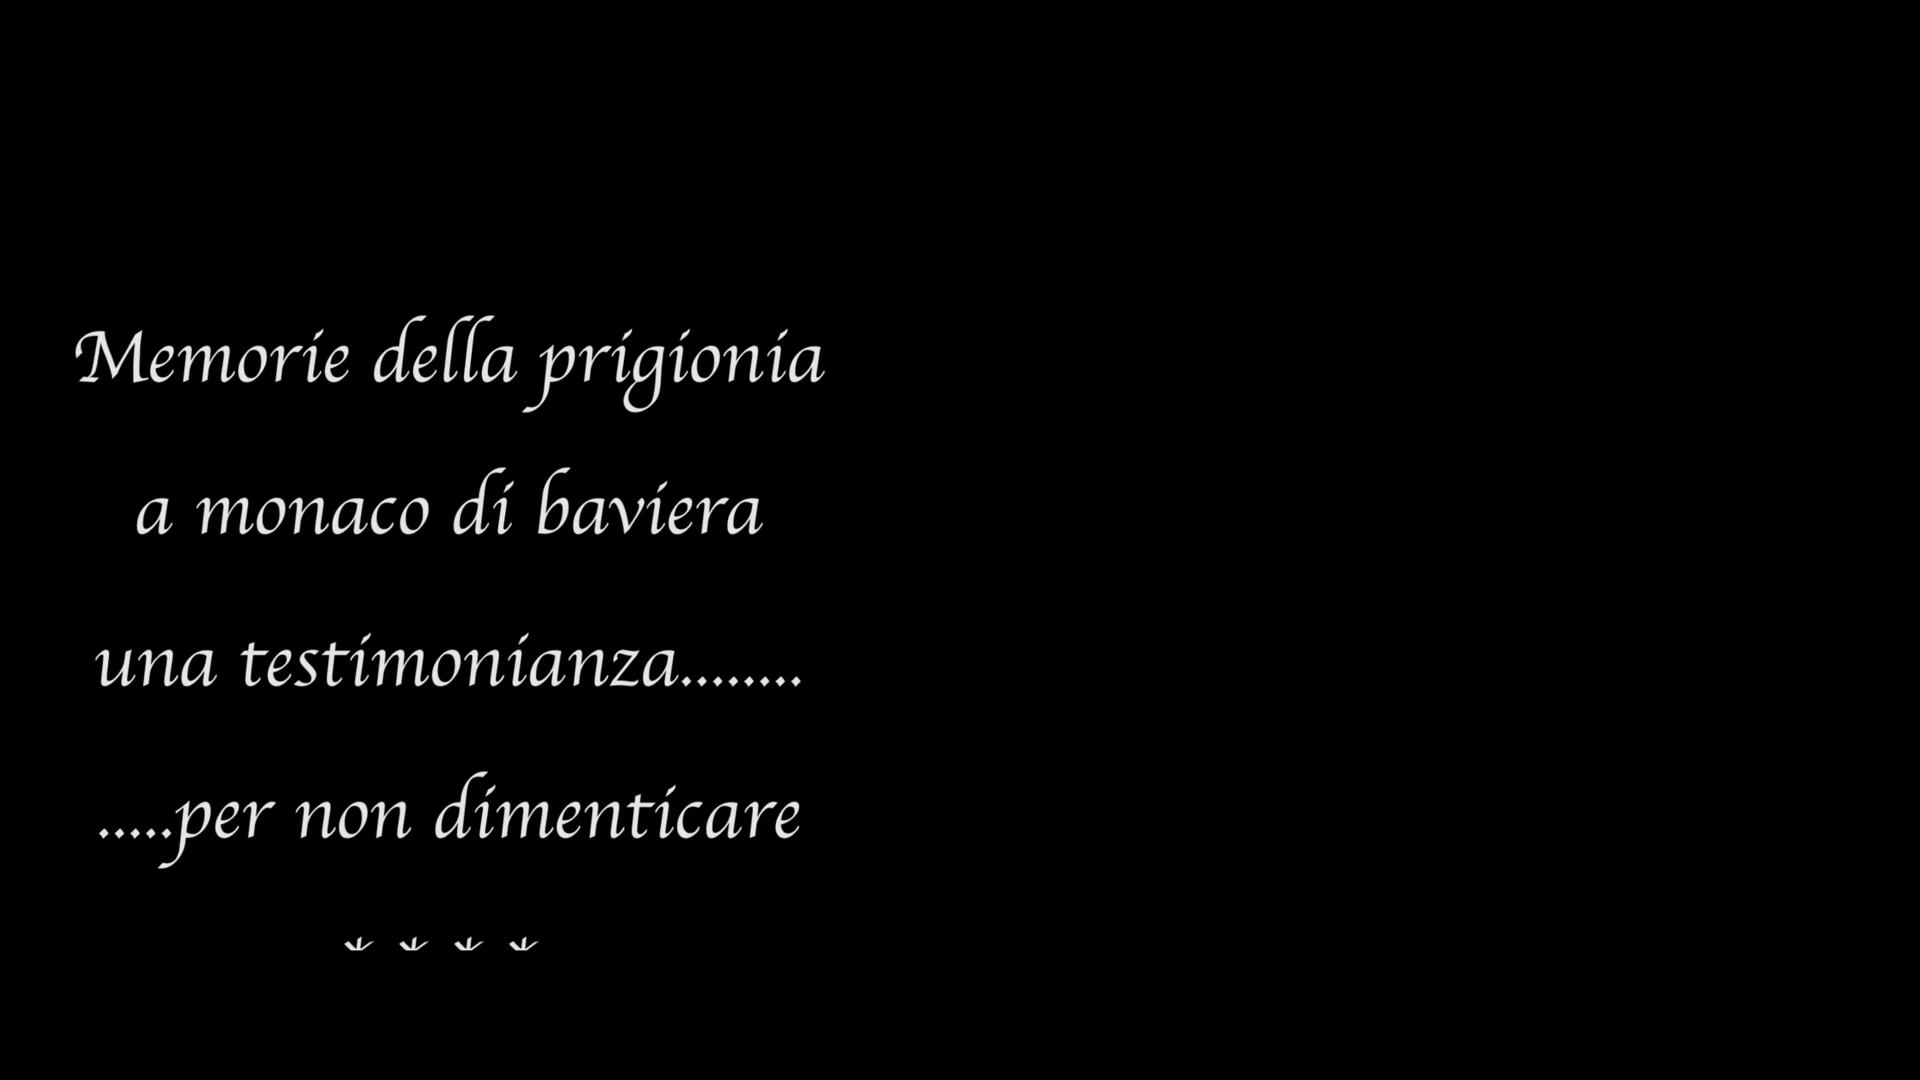 Memorie della prigionia
a monaco di baviera
una testimonianza........
.....per non dimenticare
* * * *